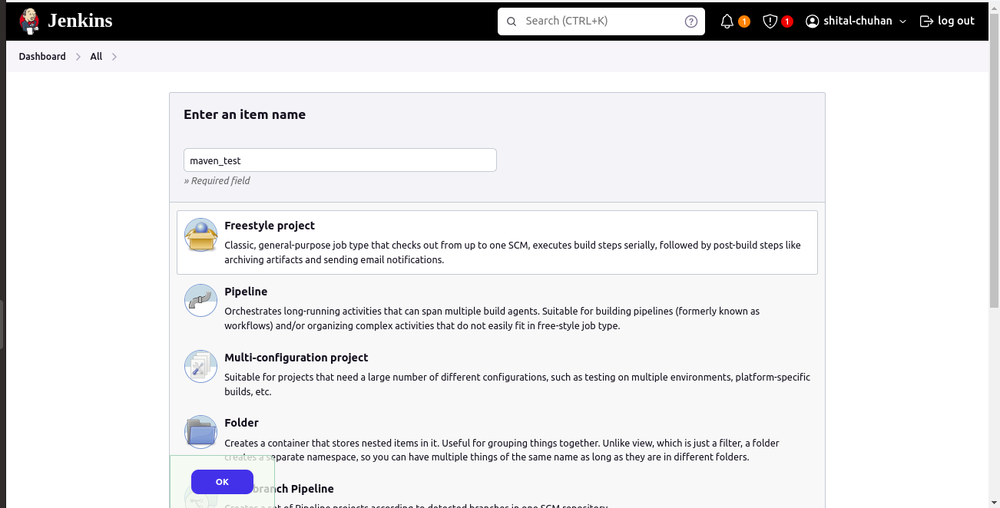 Jenkins
Search (CTRL+K)
1
1
shital-chuhan
log out
Dashboard
All
Enter an item name
maven_test
» Required field
Freestyle project
Classic, general-purpose job type that checks out from up to one SCM, executes build steps serially, followed by post-build steps like
archiving artifacts and sending email notifications.
Pipeline
Orchestrates long-running activities that can span multiple build agents. Suitable for building pipelines (formerly known as
workflows) and/or organizing complex activities that do not easily fit in free-style job type.
Multi-configuration project
Suitable for projects that need a large number of different configurations, such as testing on multiple environments, platform-specific
builds, etc.
Folder
Creates a container that stores nested items in it. Useful for grouping things together. Unlike view, which is just a filter, a folder
creates a separate namespace, so you can have multiple things of the same name as long as they are in different folders.
OK
branch Pipeline
Creates a set of Pipeline projects according to detected branches in one SCM repository.